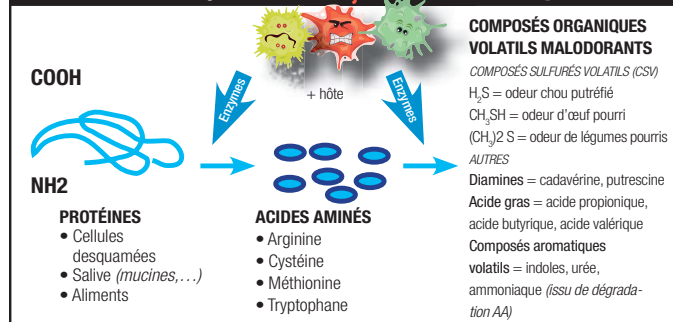 COOH
NH2
Enzymes
+ hôte
Enzymes
PROTÉINES
• Cellules
desquamées
• Salive (mucines,…)
• Aliments
ACIDES AMINÉS
• Arginine
• Cystéine
• Méthionine
• Tryptophane
COMPOSÉS ORGANIQUES
VOLATILS MALODORANTS
COMPOSÉS SULFURÉS VOLATILS (CSV)
H₂S = odeur chou putréfié
CH₃SH = odeur d’œuf pourri
(CH₃)2 S = odeur de légumes pourris
AUTRES
Diamines = cadavérine, putrescine
Acide gras = acide propionique,
acide butyrique, acide valérique
Composés aromatiques
volatils = indoles, urée,
ammoniaque (issu de dégrada-
tion AA)